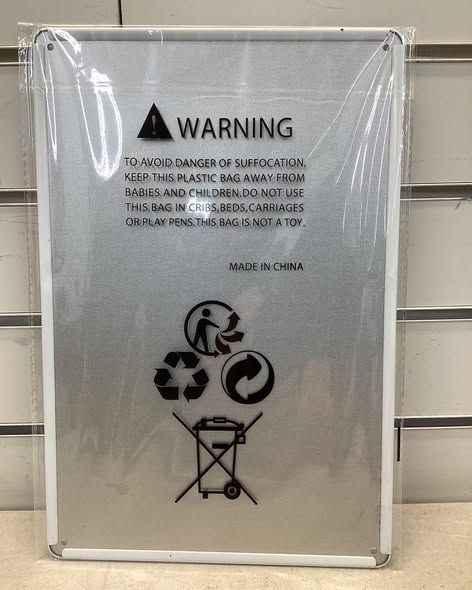 WARNING
TO AVOID DANGER OF SUFFOCATION,
KEEP THIS PLASTIC BAG AWAY FROM
BABIES AND CHILDREN,DO NOT USE
THIS BAG IN CRIBS,BEDS,CARRIAGES
OR PLAY PENS.THIS BAG IS NOT A TOY.
MADE IN CHINA